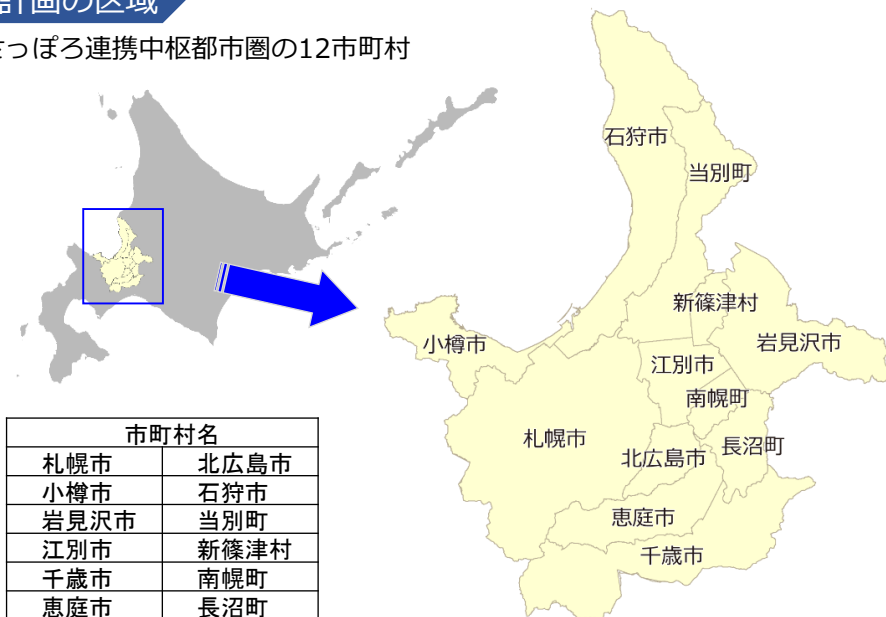 計画の区域
さっぽろ連携中枢都市圏の12市町村
石狩市
当別町
新篠津村
岩見沢市
小樽市
江別市
南幌町
札幌市
北広島市
長沼町
恵庭市
千歳市
市町村名
札幌市 北広島市
小樽市 石狩市
岩見沢市 当別町
江別市 新篠津村
千歳市 南幌町
恵庭市 長沼町